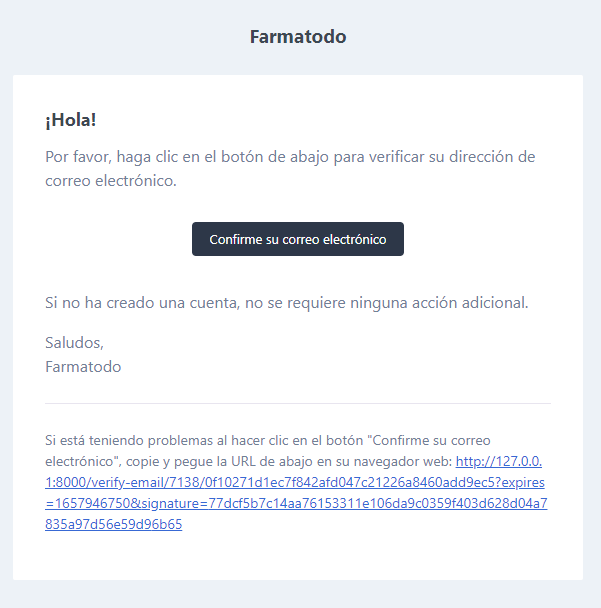 Farmatodo
¡Hola!
Por favor, haga clic en el botón de abajo para verificar su dirección de
correo electrónico.
Confirme su correo electrónico
Si no ha creado una cuenta, no se requiere ninguna acción adicional.
Saludos,
Farmatodo
Si está teniendo problemas al hacer clic en el botón "Confirme su correo
electrónico", copie y pegue la URL de abajo en su navegador web: http://127.0.0.
1:8000/verify-email/7138/0f10271d1ec7f842afd047c21226a8460add9ec5?expires
=1657946750&signature=77dcf5b7c14aa76153311e106da9c0359f403d628d04a7
835a97d56e59d96b65